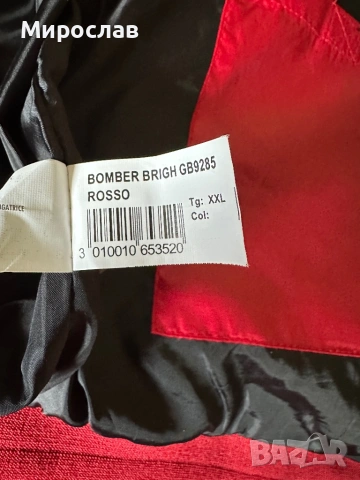 Мирослав
BOMBER BRIGH GB9285
ROSSO
Tg: XXL
Col:
3 010010 653520
BAZAR